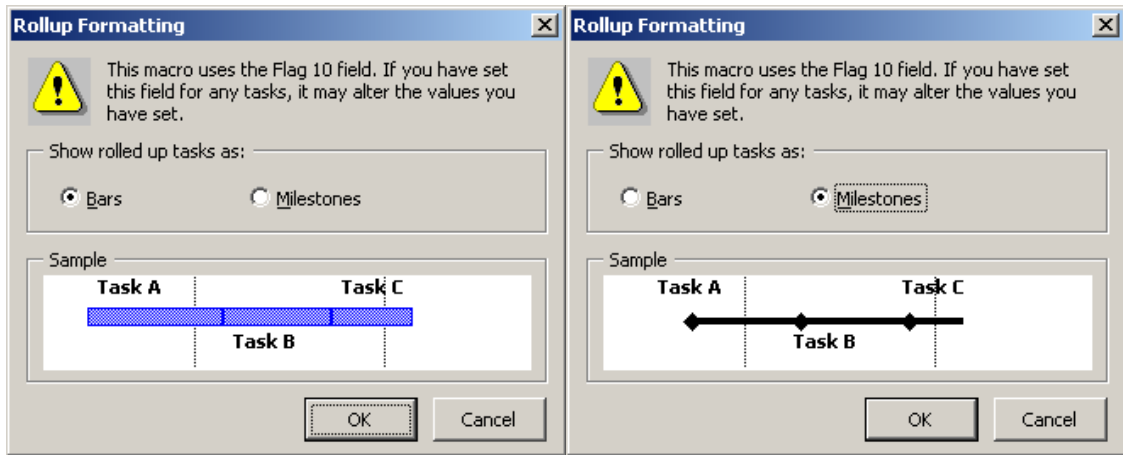 Rollup Formatting
This macro uses the Flag 10 field. If you have set
this field for any tasks, it may alter the values you
have set.
Show rolled up tasks as:
Bars Milestones
Sample
Task A Task C
Task B
OK Cancel
Rollup Formatting
This macro uses the Flag 10 field. If you have set
this field for any tasks, it may alter the values you
have set.
Show rolled up tasks as:
Bars Milestones
Sample
Task A Task C
Task B
OK Cancel